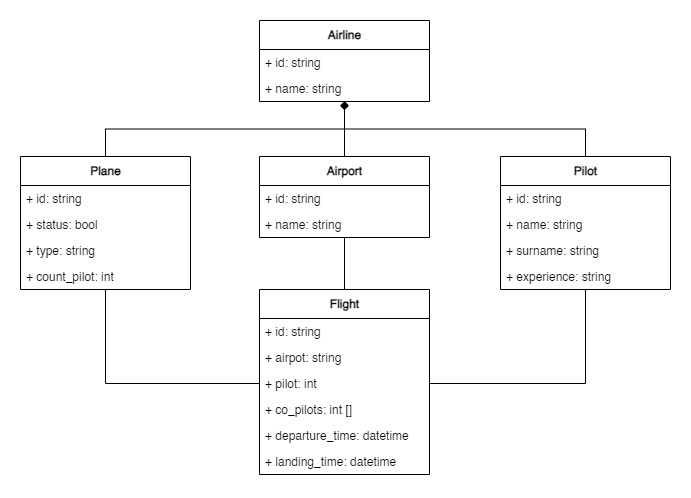 Airline
+ id: string
+ name: string
Plane
+ id: string
+ status: bool
+ type: string
+ count_pilot: int
Airport
+ id: string
+ name: string
Pilot
+ id: string
+ name: string
+ surname: string
+ experience: string
Flight
+ id: string
+ airpot: string
+ pilot: int
+ co_pilots: int []
+ departure_time: datetime
+ landing_time: datetime